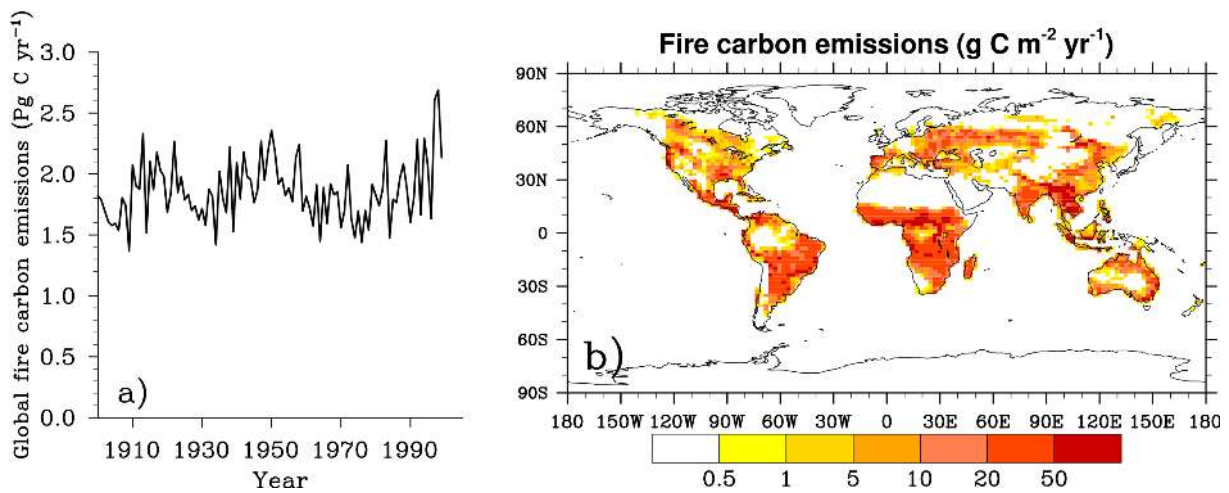 Global fire carbon emissions (Pg C yr⁻¹)
3.0
2.5
2.0
1.5
1.0
0.5
0.0
a)
1910 1930 1950 1970 1990
Year
Fire carbon emissions (g C m⁻² yr⁻¹)
90N
60N
30N
0
30S
60S
90S
b)
180 150W 120W 90W 60W 30W 0 30E 60E 90E 120E 150E 180
0.5 1 5 10 20 50